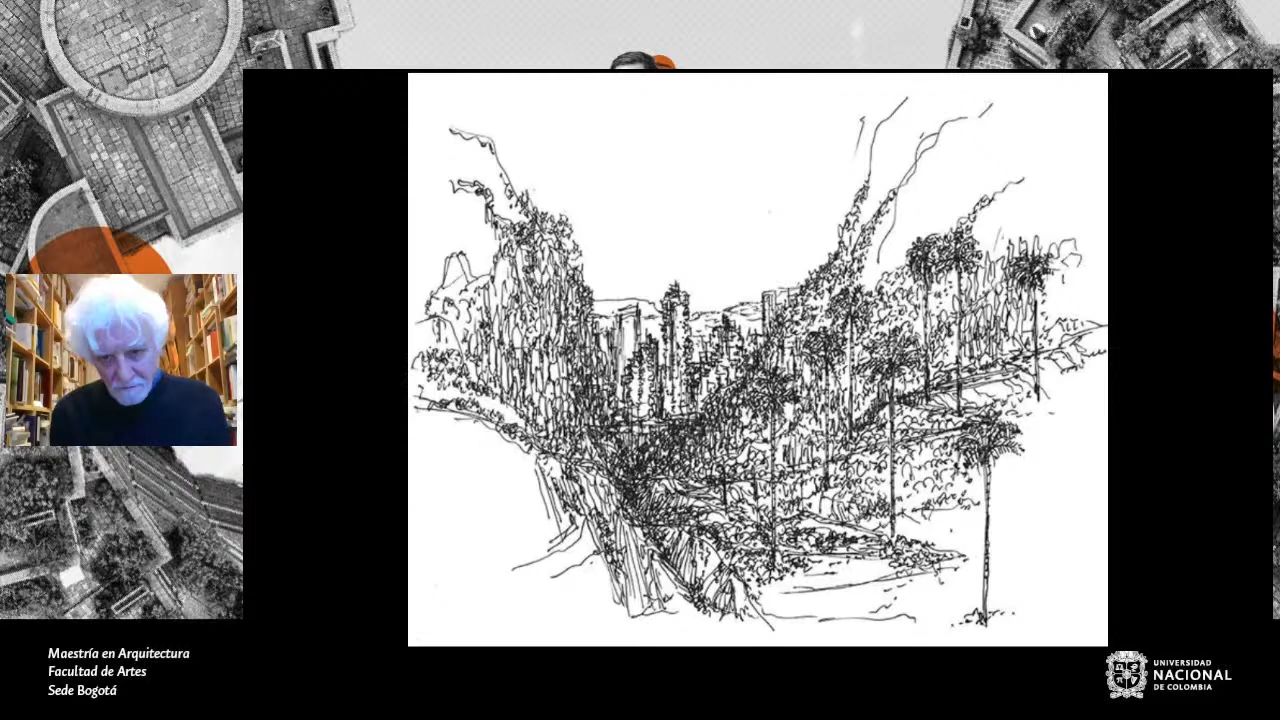 Maestría en Arquitectura
Facultad de Artes
Sede Bogotá
UNIVERSIDAD
NACIONAL
DE COLOMBIA